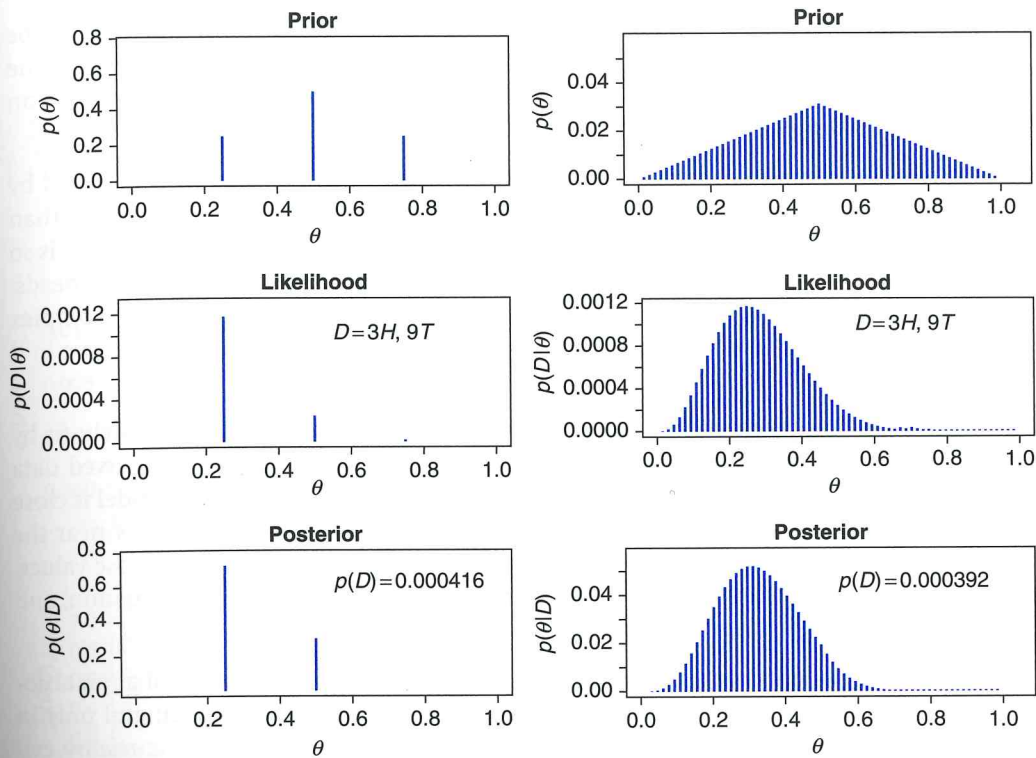 Prior
p(θ)
0.8
0.6
0.4
0.2
0.0
0.0 0.2 0.4 0.6 0.8 1.0
θ
Prior
p(θ)
0.04
0.02
0.00
0.0 0.2 0.4 0.6 0.8 1.0
θ
Likelihood
D=3H, 9T
p(D|θ)
0.0012
0.0008
0.0004
0.0000
0.0 0.2 0.4 0.6 0.8 1.0
θ
Likelihood
D=3H, 9T
p(D|θ)
0.0012
0.0008
0.0004
0.0000
0.0 0.2 0.4 0.6 0.8 1.0
θ
Posterior
p(D)=0.000416
p(θ|D)
0.8
0.6
0.4
0.2
0.0
0.0 0.2 0.4 0.6 0.8 1.0
θ
Posterior
p(D)=0.000392
p(θ|D)
0.04
0.02
0.00
0.0 0.2 0.4 0.6 0.8 1.0
θ